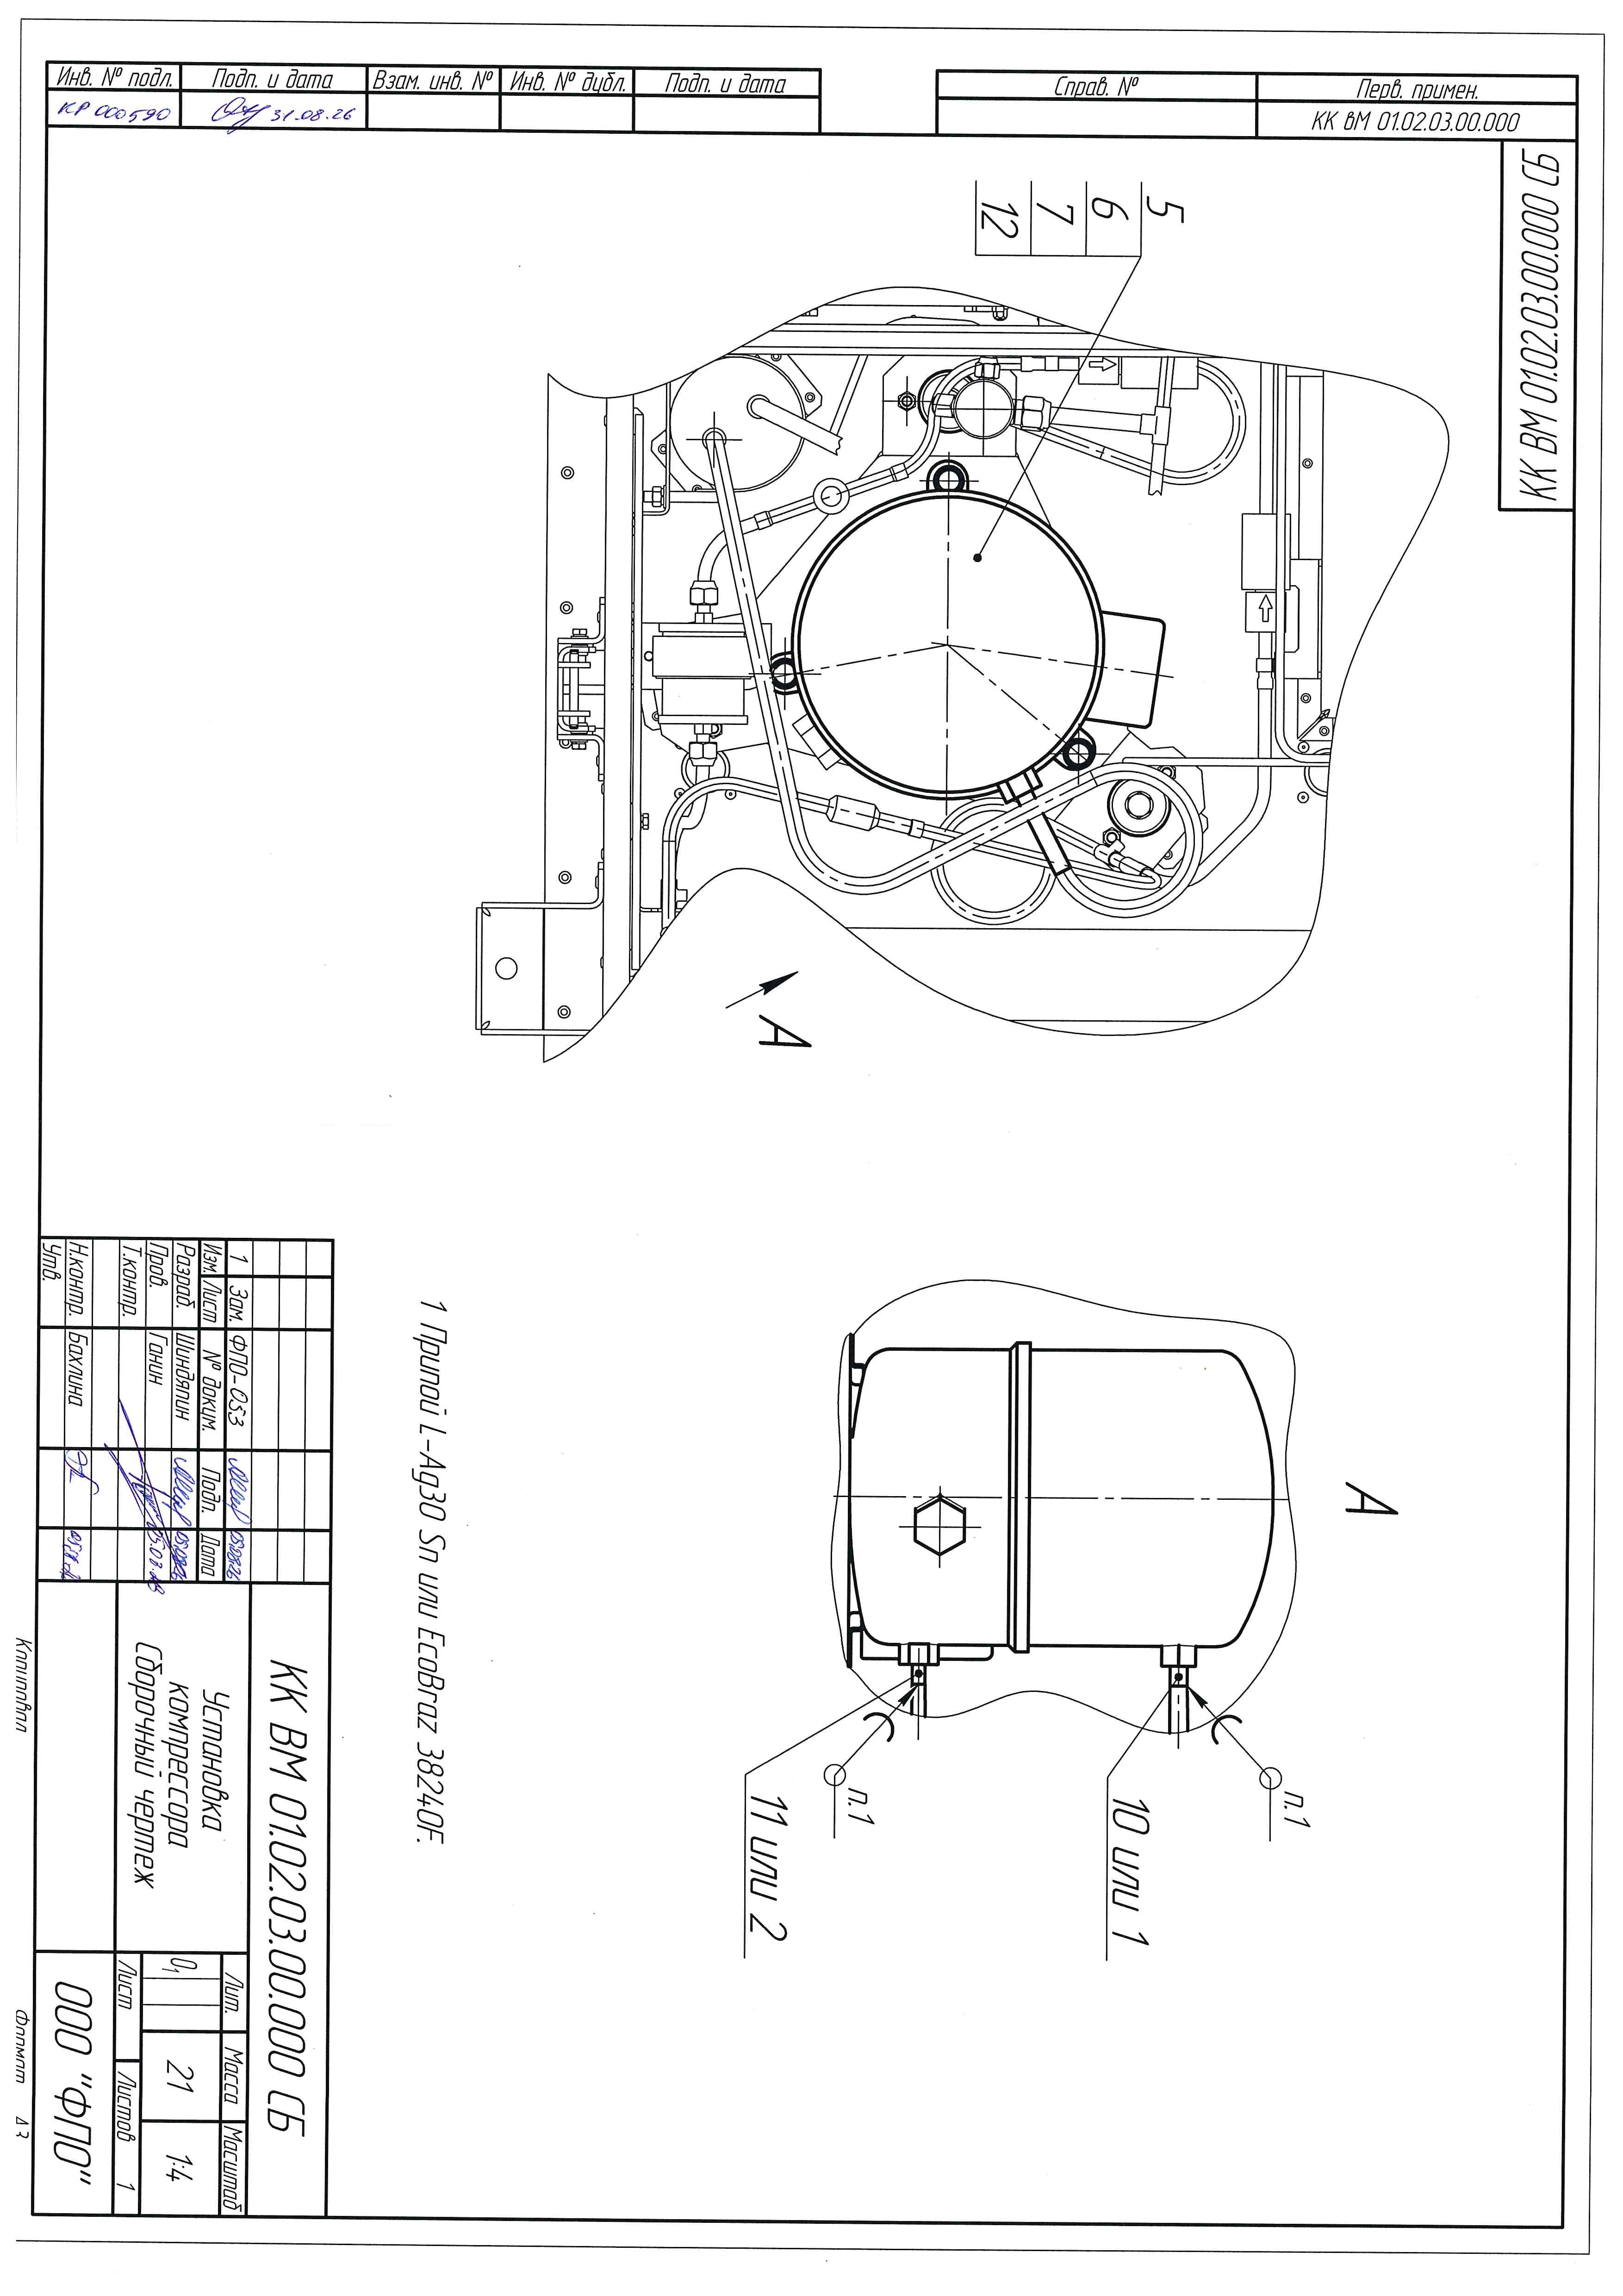 Перв. примен.
КК ВМ 01.02.03.00.000
Справ. №
Подп. и дата
Инв. № дубл.
Взам. инв. №
Подп. и дата
31.08.26
Инв. № подл.
КР 000590
КК ВМ 01.02.03.00.000 СБ
5
6
7
12
А
А
п.1
10 или 1
п.1
11 или 2
1 Припой L-Ag30 Sn или EcoBraz 38240F.
КК ВМ 01.02.03.00.000 СБ
1 Зам. ФПО-053
Изм. Лист № докум. Подп. Дата
Разраб. Шиндяпин
Пров. Ганин
Т.контр.
Н.контр. Бахлина
Утв.
Установка
компрессора
Сборочный чертеж
Лит. Масса Масштаб
О1 21 1:4
Лист Листов 1
ООО "ФПО"
Копировал
Формат А3